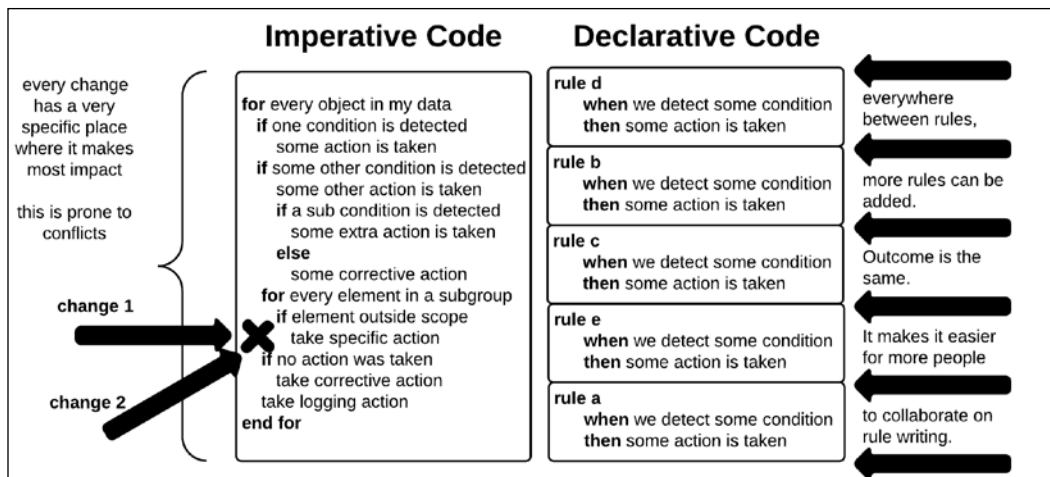 Imperative Code
Declarative Code
every change
has a very
specific place
where it makes
most impact
this is prone to
conflicts
change 1
change 2
for every object in my data
if one condition is detected
some action is taken
if some other condition is detected
some other action is taken
if a sub condition is detected
some extra action is taken
else
some corrective action
for every element in a subgroup
if element outside scope
take specific action
if no action was taken
take corrective action
take logging action
end for
rule d
when we detect some condition
then some action is taken
rule b
when we detect some condition
then some action is taken
rule c
when we detect some condition
then some action is taken
rule e
when we detect some condition
then some action is taken
rule a
when we detect some condition
then some action is taken
everywhere
between rules,
more rules can be
added.
Outcome is the
same.
It makes it easier
for more people
to collaborate on
rule writing.